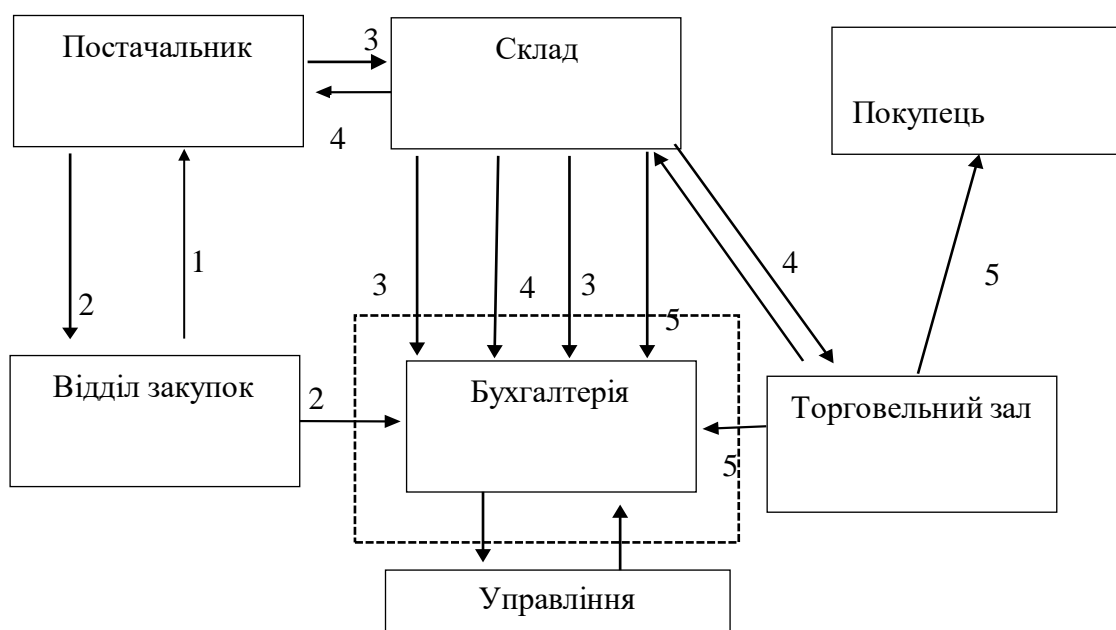 Постачальник
3
Склад
Покупець
4
1
2
3
4
3
5
4
5
Відділ закупок
2
Бухгалтерія
5
Торговельний зал
Управління